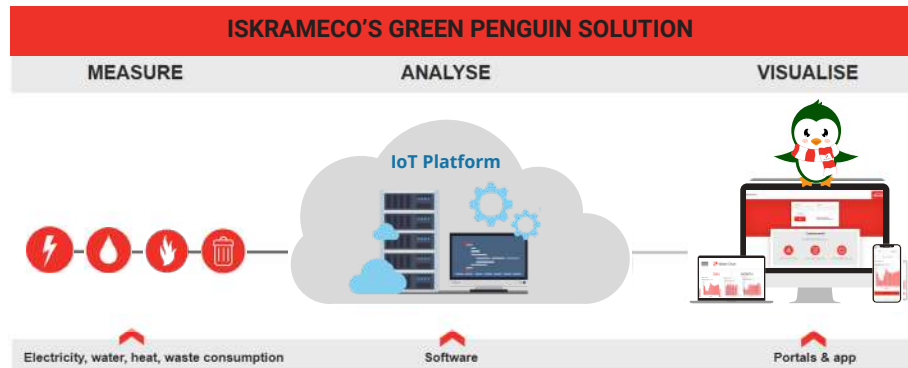 ISKRAMECO'S GREEN PENGUIN SOLUTION
MEASURE ANALYSE VISUALISE
IoT Platform
Electricity, water, heat, waste consumption Software Portals & app